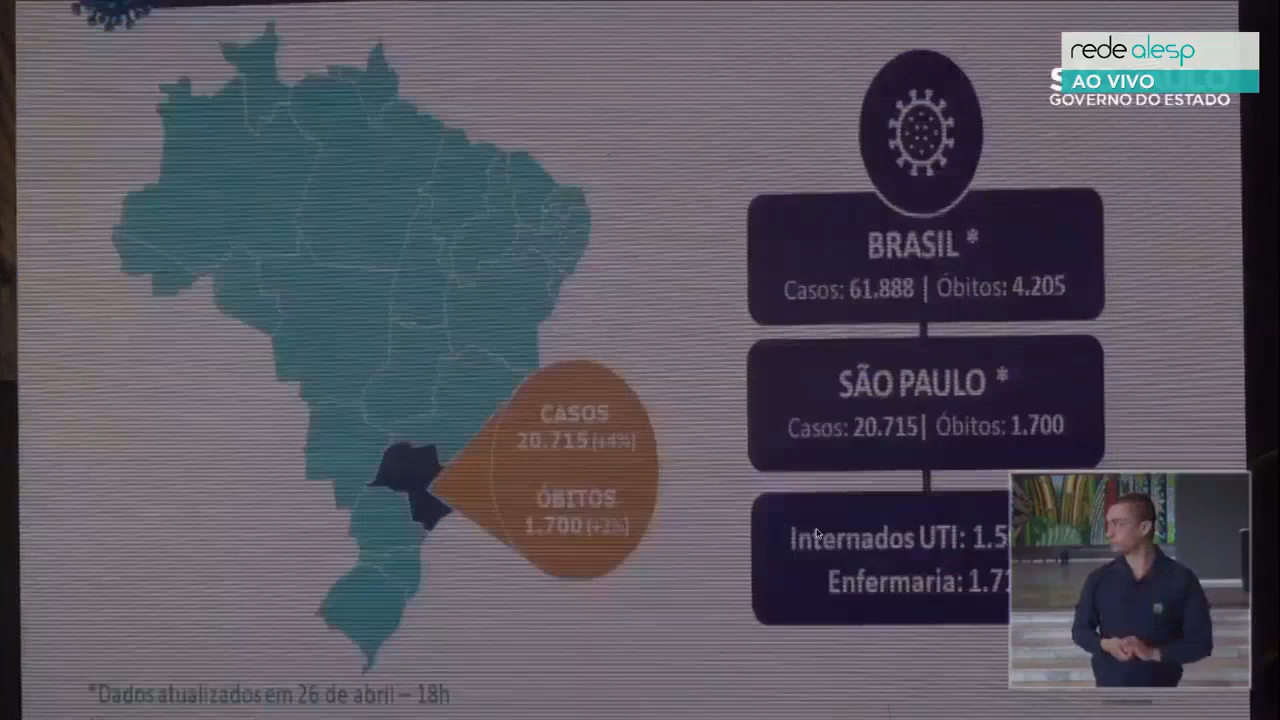 rede alesp
AO VIVO
GOVERNO DO ESTADO
BRASIL *
Casos: 61.888 | Óbitos: 4.205
SÃO PAULO *
Casos: 20.715| Óbitos: 1.700
CASOS
20.715 (+4%)
ÓBITOS
1.700 (+2%)
Internados UTI:
Enfermaria:
*Dados atualizados em 26 de abril – 18h